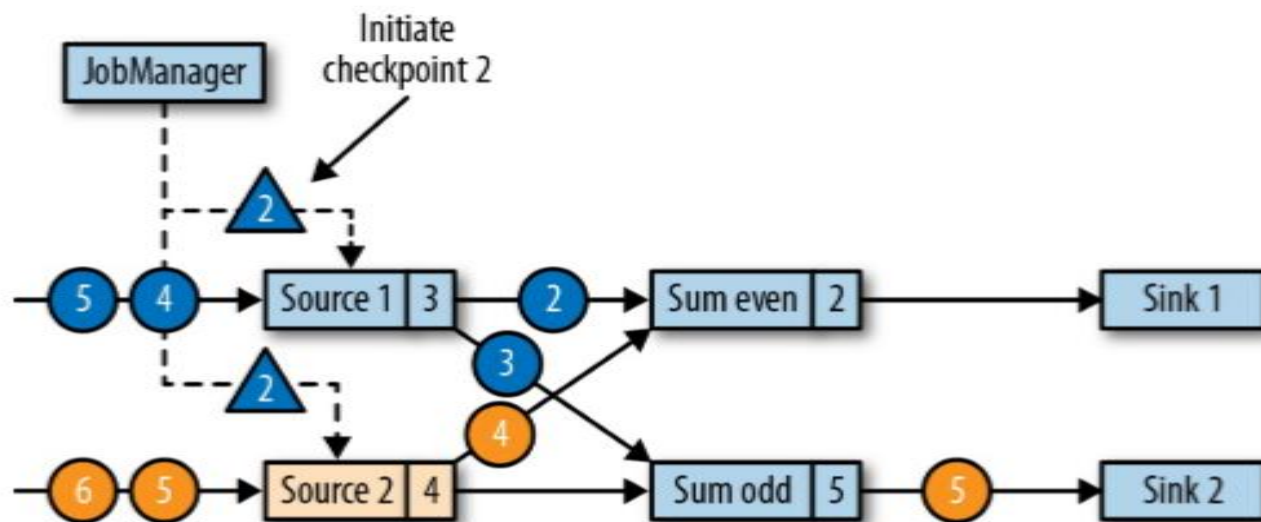 Initiate
checkpoint 2
JobManager
2
5 4 Source 1 3 2 Sum even 2 Sink 1
3
2
4
6 5 Source 2 4 Sum odd 5 5 Sink 2